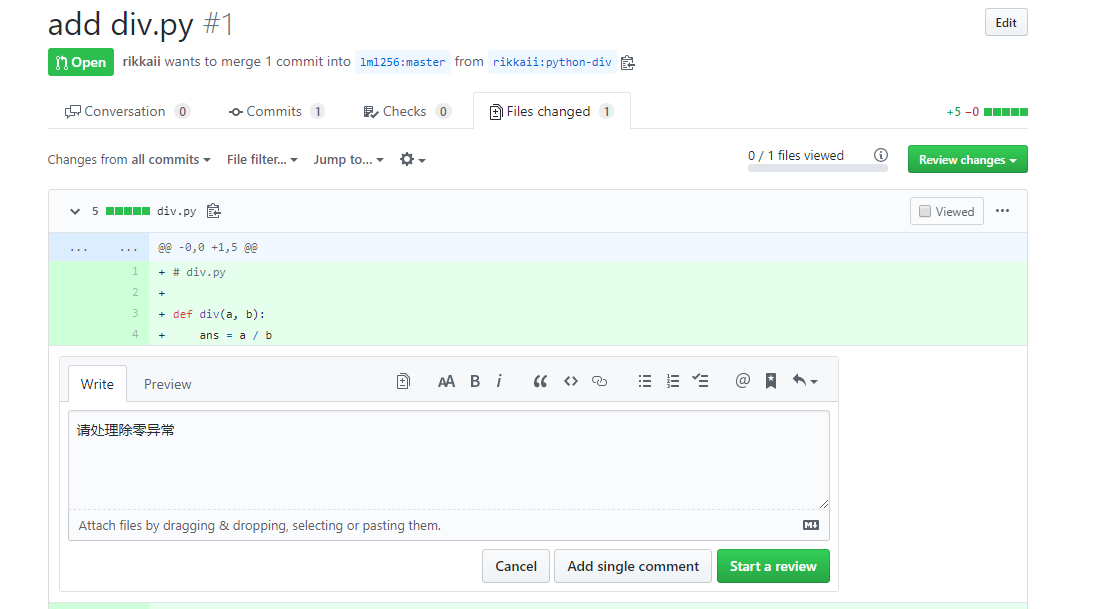 add div.py #1
Edit
Open rikkaii wants to merge 1 commit into lml256:master from rikkaii:python-div
Conversation 0 Commits 1 Checks 0 Files changed 1 +5 −0
Changes from all commits File filter... Jump to... 0 / 1 files viewed Review changes
5 div.py Viewed
... ... @@ -0,0 +1,5 @@
1 + # div.py
2 +
3 + def div(a, b):
4 + ans = a / b
Write Preview AA B i @
请处理除零异常
Attach files by dragging & dropping, selecting or pasting them.
Cancel Add single comment Start a review